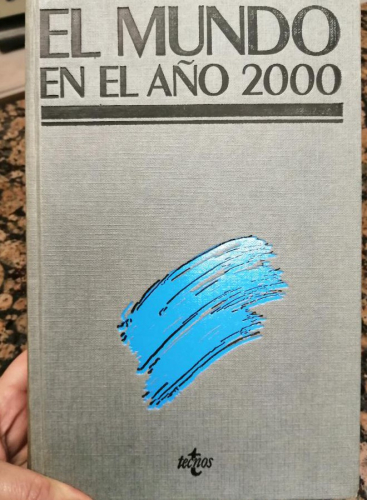 EL MUNDO
EN EL AÑO 2000
tecnos